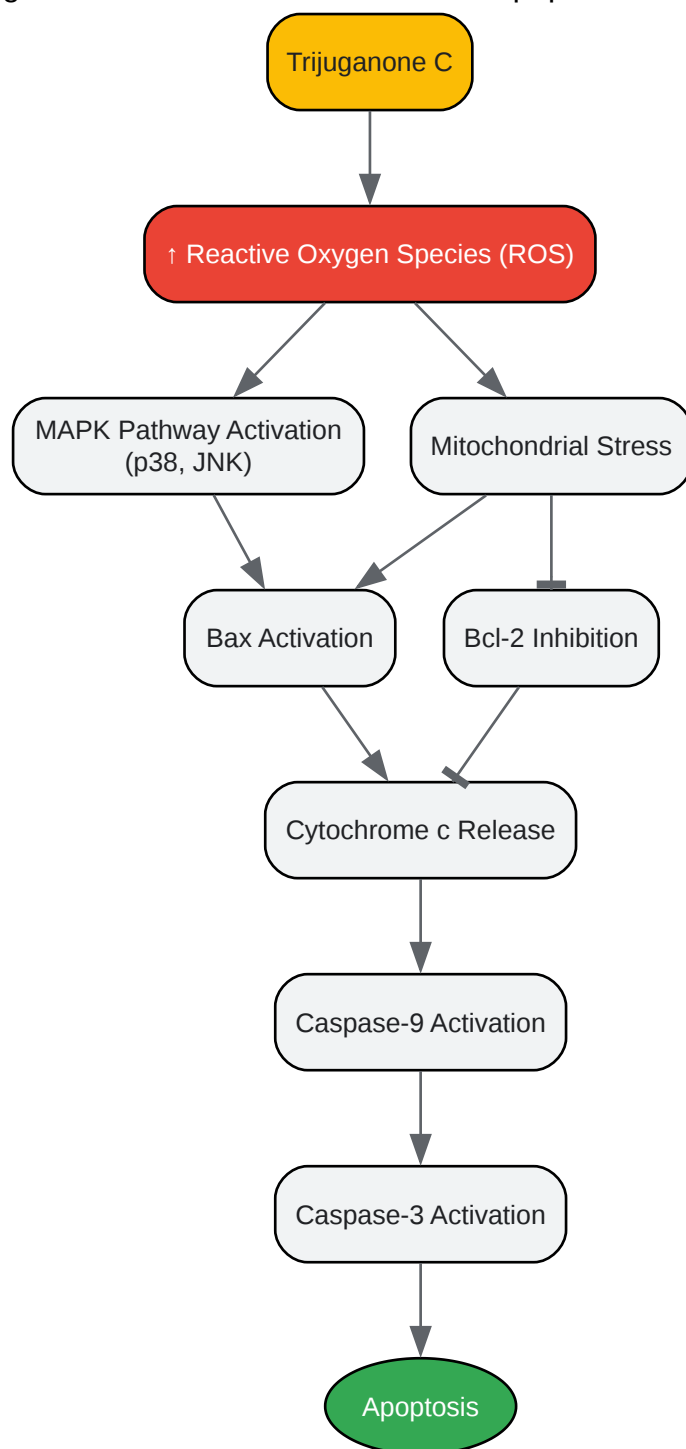 Trijuganone C
↑ Reactive Oxygen Species (ROS)
MAPK Pathway Activation
(p38, JNK)
Mitochondrial Stress
Bax Activation
Bcl-2 Inhibition
Cytochrome c Release
Caspase-9 Activation
Caspase-3 Activation
Apoptosis